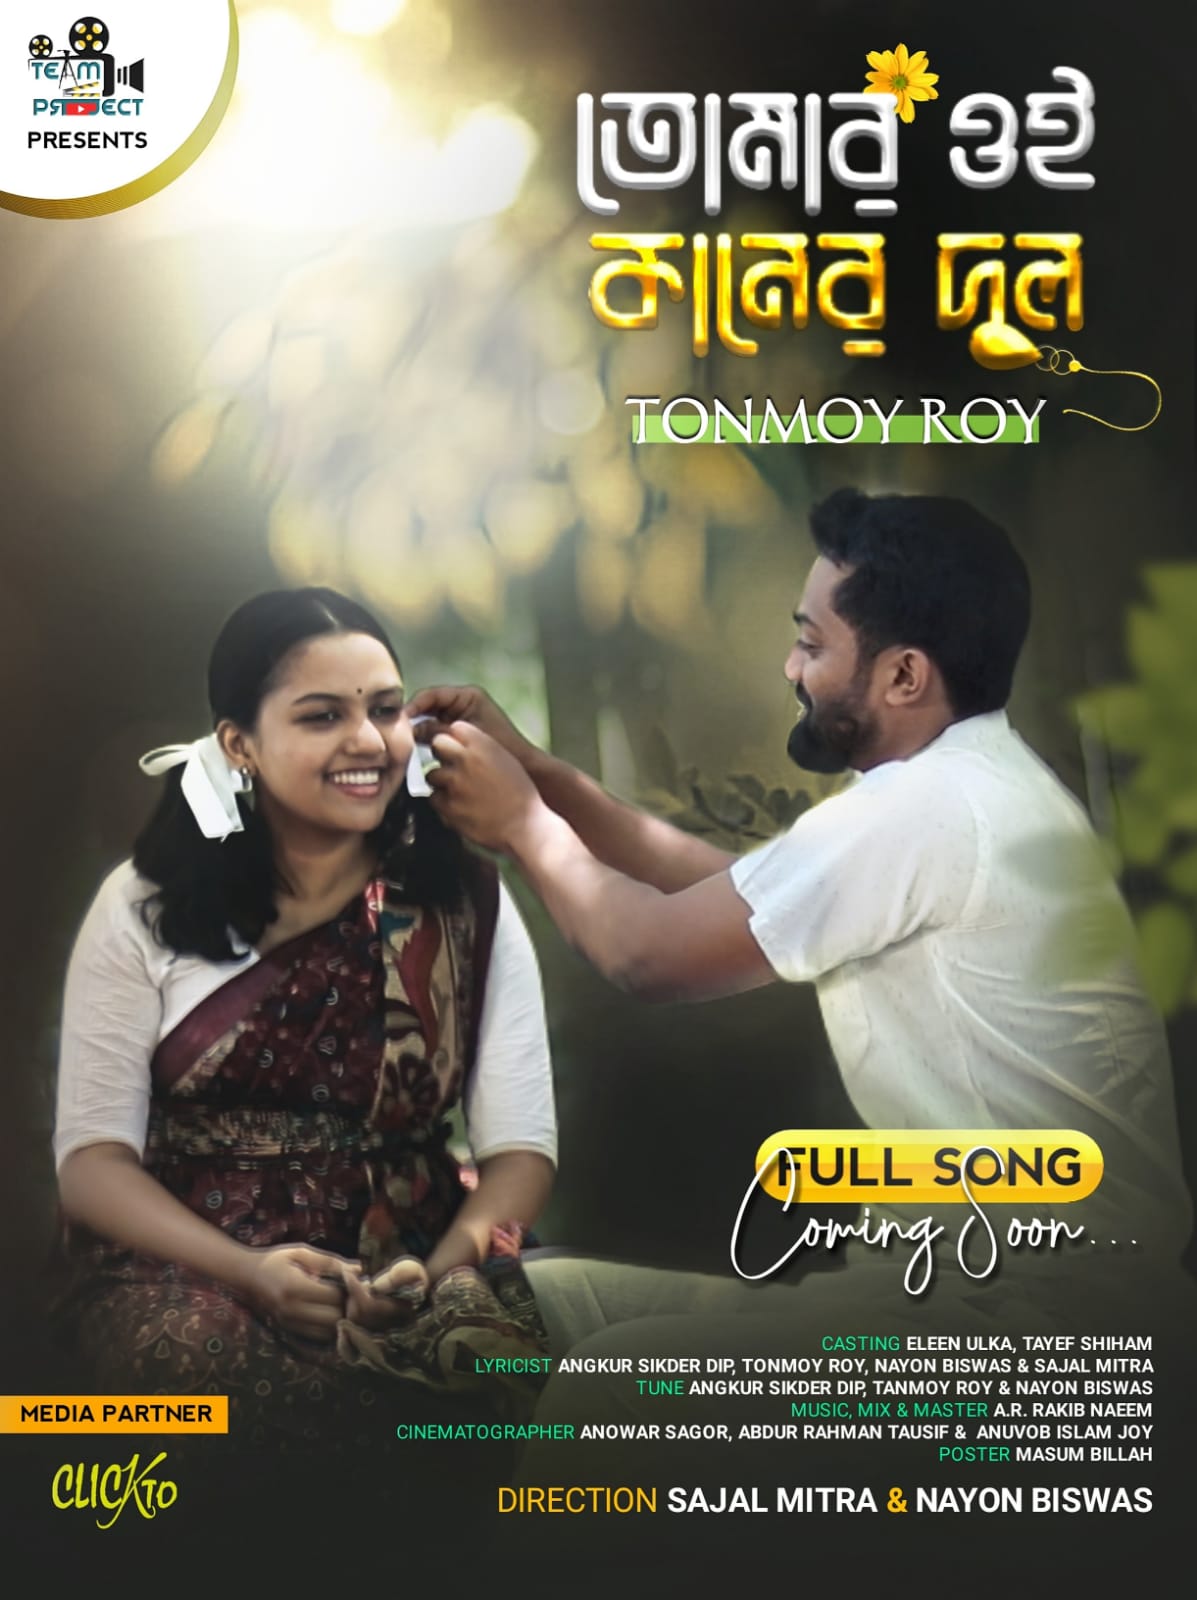 TEAM
PROJECT
PRESENTS
তোমার ওই
কানের দুল
TONMOY ROY
FULL SONG
Coming Soon...
CASTING ELEEN ULKA, TAYEF SHIHAM
LYRICIST ANGKUR SIKDER DIP, TONMOY ROY, NAYON BISWAS & SAJAL MITRA
TUNE ANGKUR SIKDER DIP, TANMOY ROY & NAYON BISWAS
MUSIC, MIX & MASTER A.R. RAKIB NAEEM
CINEMATOGRAPHER ANOWAR SAGOR, ABDUR RAHMAN TAUSIF & ANUVOB ISLAM JOY
POSTER MASUM BILLAH
DIRECTION SAJAL MITRA & NAYON BISWAS
MEDIA PARTNER
CLICKTO